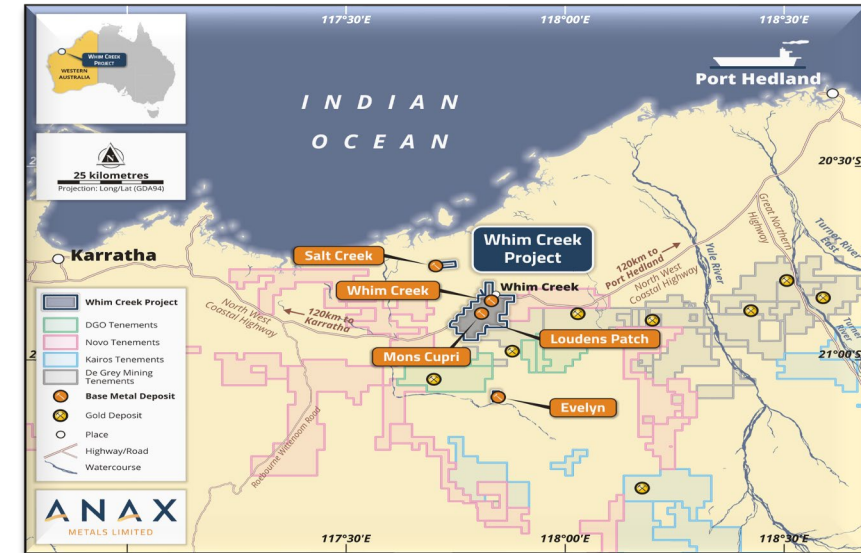 117°30'E
118°00'E
118°30'E
WHIM CREEK
PROJECT
WESTERN
AUSTRALIA
INDIAN
OCEAN
Port Hedland
25 kilometres
Projection: Long/Lat (GDA94)
20°30'S
Great Northern
Highway
Turner River
East
Yule River
Karratha
Salt Creek
Whim Creek
Project
120km to
Port Hedland
North West
Coastal Highway
Whim Creek
Whim Creek
North West
Coastal Highway
120km to
Karratha
Loudens Patch
Mons Cupri
Turner
River
21°00'S
Evelyn
Roebourne Wittenoom Road
Whim Creek Project
DGO Tenements
Novo Tenements
Kairos Tenements
De Grey Mining
Tenements
Base Metal Deposit
Gold Deposit
Place
Highway/Road
Watercourse
ANAX
METALS LIMITED
117°30'E
118°00'E
118°30'E